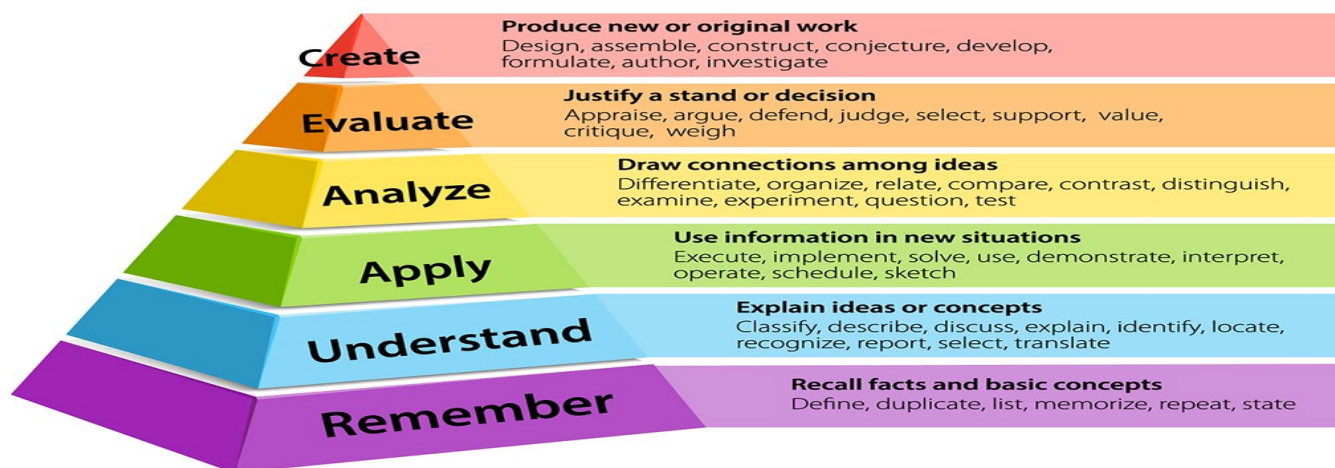 Create
Produce new or original work
Design, assemble, construct, conjecture, develop,
formulate, author, investigate
Evaluate
Justify a stand or decision
Appraise, argue, defend, judge, select, support, value,
critique, weigh
Analyze
Draw connections among ideas
Differentiate, organize, relate, compare, contrast, distinguish,
examine, experiment, question, test
Apply
Use information in new situations
Execute, implement, solve, use, demonstrate, interpret,
operate, schedule, sketch
Understand
Explain ideas or concepts
Classify, describe, discuss, explain, identify, locate,
recognize, report, select, translate
Remember
Recall facts and basic concepts
Define, duplicate, list, memorize, repeat, state